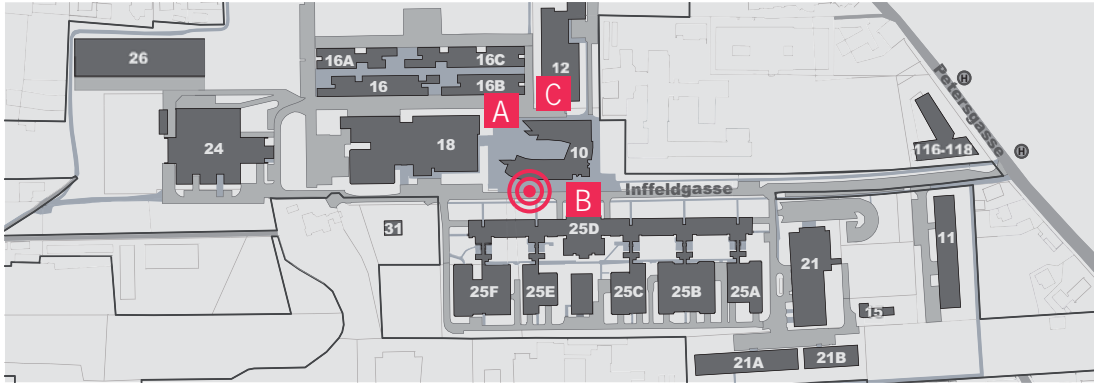 26
16A
16C
12
16
16B
A
C
24
18
10
Petersgasse
H
116-118
H
Inffeldgasse
B
31
25D
11
21
25F
25E
25C
25B
25A
15
21A
21B